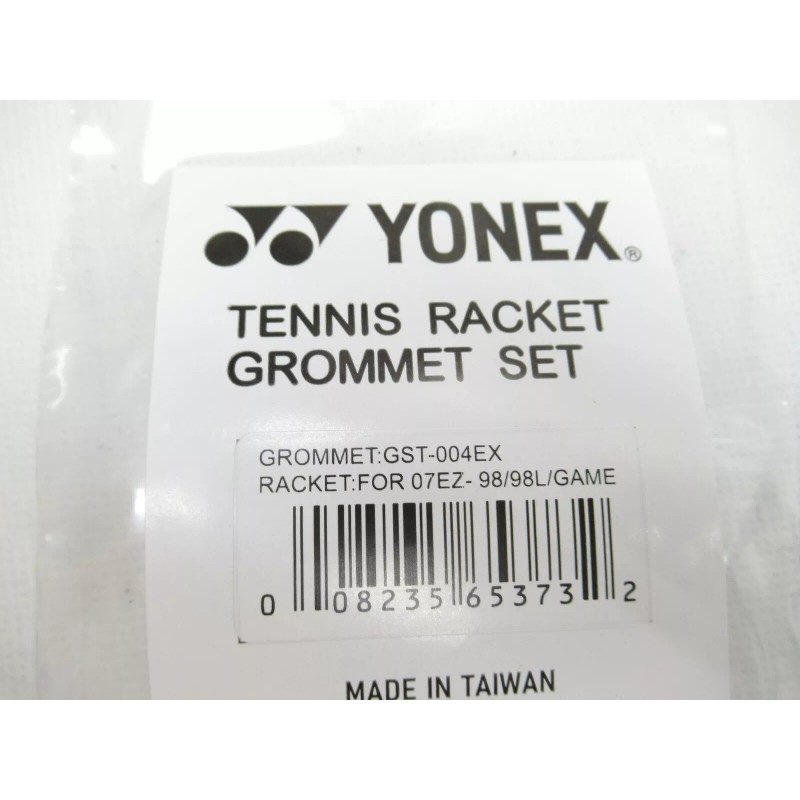 YONEX®
TENNIS RACKET
GROMMET SET
GROMMET:GST-004EX
RACKET:FOR 07EZ- 98/98L/GAME
0 08235 65373 2
MADE IN TAIWAN